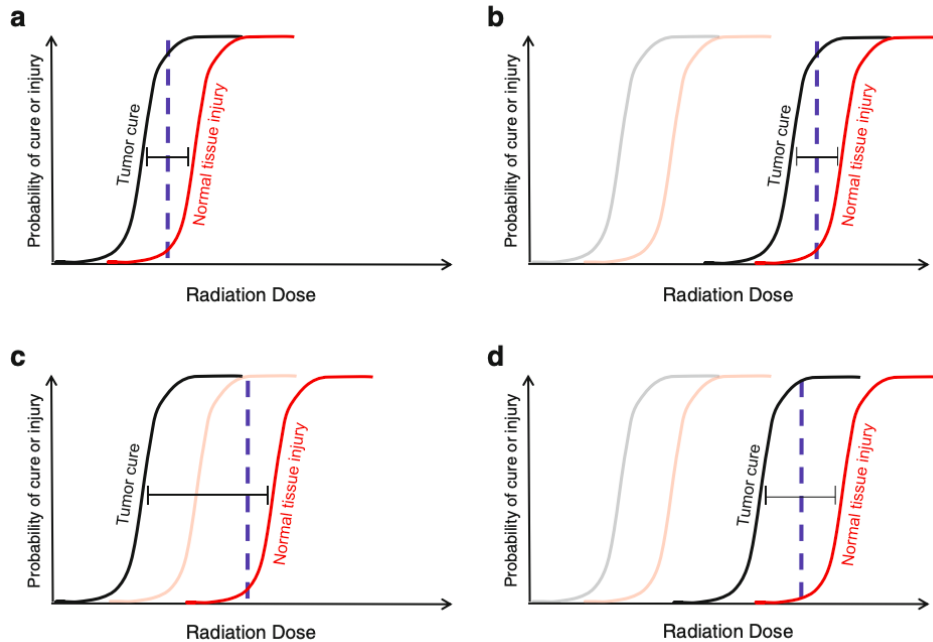 a
Probability of cure or injury
Tumor cure
Normal tissue injury
Radiation Dose
b
Probability of cure or injury
Tumor cure
Normal tissue injury
Radiation Dose
c
Probability of cure or injury
Tumor cure
Normal tissue injury
Radiation Dose
d
Probability of cure or injury
Tumor cure
Normal tissue injury
Radiation Dose